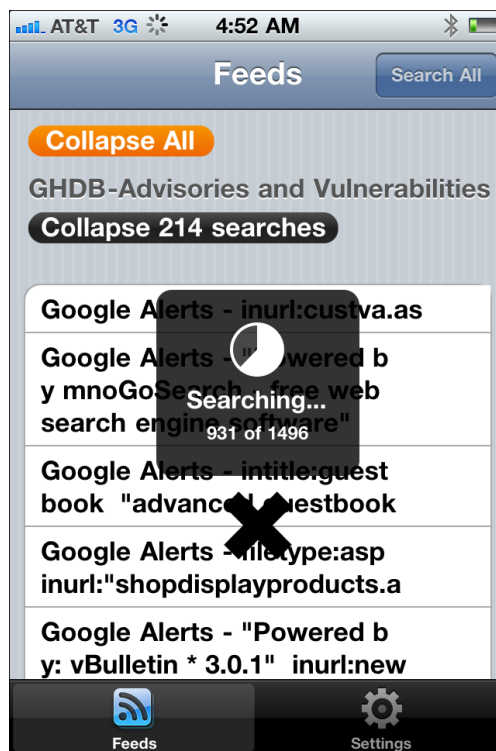 AT&T 3G 4:52 AM
Feeds
Search All
Collapse All
GHDB-Advisories and Vulnerabilities
Collapse 214 searches
Google Alerts - inurl:custva.as
Google Alerts - "Powered b
y mnoGoSearch - free web
search engine software"
Searching...
931 of 1496
Google Alerts - intitle:guest
book "advanced guestbook
Google Alerts - filetype:asp
inurl:"shopdisplayproducts.a
Google Alerts - "Powered b
y: vBulletin * 3.0.1" inurl:new
Feeds
Settings